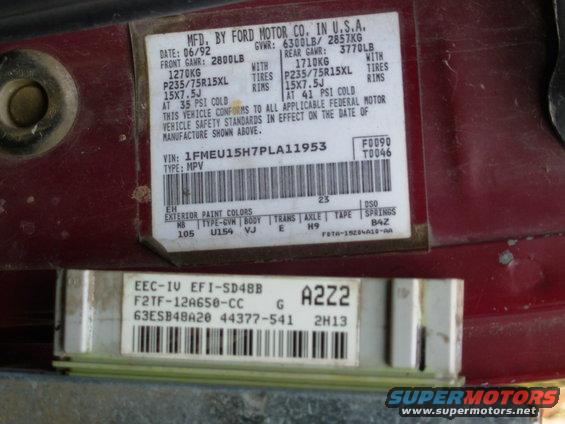 MFD. BY FORD MOTOR CO. IN U.S.A.
DATE: 06/92 GVWR: 6300LB/ 2857KG
FRONT GAWR: 2800LB REAR GAWR: 3770LB
1270KG WITH 1710KG WITH
P235/75R15XL TIRES P235/75R15XL TIRES
15X7.5J RIMS 15X7.5J RIMS
AT 35 PSI COLD AT 41 PSI COLD
THIS VEHICLE CONFORMS TO ALL APPLICABLE FEDERAL MOTOR
VEHICLE SAFETY STANDARDS IN EFFECT ON THE DATE OF
MANUFACTURE SHOWN ABOVE.
VIN: 1FMEU15H7PLA11953 F0090
TYPE: MPV T0046
EH 23
EXTERIOR PAINT COLORS DSO
WB TYPE-GVW BODY TRANS AXLE TAPE SPRINGS
105 U154 VJ E H9 B4Z
F0TA-15204A10-AA
EEC-IV EFI-SD48B A2Z2
F2TF-12A650-CC G
63ESB48A20 44377-541 2H13
SUPERMOTORS
www.supermotors.net